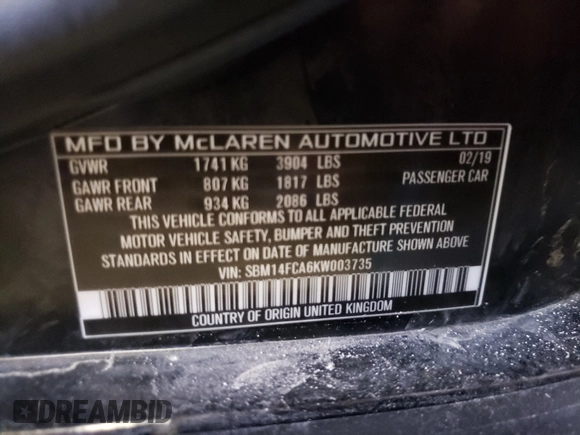 MFD BY McLAREN AUTOMOTIVE LTD
GVWR 1741 KG 3904 LBS 02/19
GAWR FRONT 807 KG 1817 LBS PASSENGER CAR
GAWR REAR 934 KG 2086 LBS
THIS VEHICLE CONFORMS TO ALL APPLICABLE FEDERAL
MOTOR VEHICLE SAFETY, BUMPER AND THEFT PREVENTION
STANDARDS IN EFFECT ON DATE OF MANUFACTURE SHOWN ABOVE
VIN: SBM14FCA6KW003735
COUNTRY OF ORIGIN UNITED KINGDOM
DREAMBID